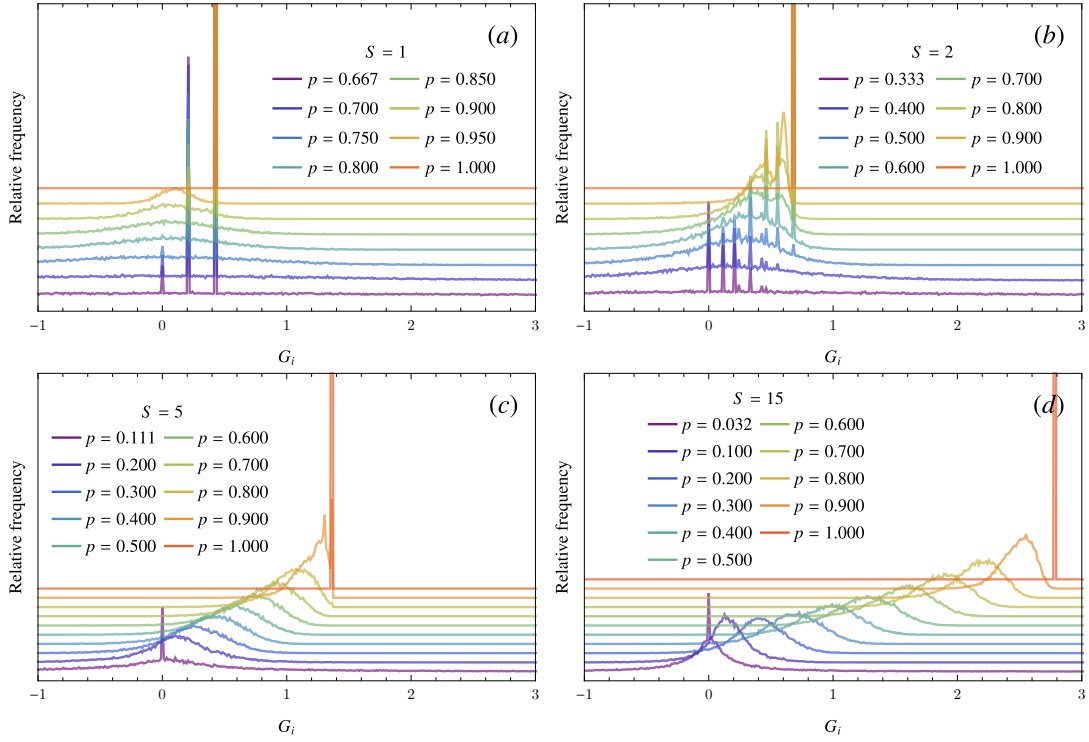 (a)
S = 1
p = 0.667 p = 0.850
p = 0.700 p = 0.900
p = 0.750 p = 0.950
p = 0.800 p = 1.000
Relative frequency
−1 0 1 2 3
G_i
(b)
S = 2
p = 0.333 p = 0.700
p = 0.400 p = 0.800
p = 0.500 p = 0.900
p = 0.600 p = 1.000
Relative frequency
−1 0 1 2 3
G_i
(c)
S = 5
p = 0.111 p = 0.600
p = 0.200 p = 0.700
p = 0.300 p = 0.800
p = 0.400 p = 0.900
p = 0.500 p = 1.000
Relative frequency
−1 0 1 2 3
G_i
(d)
S = 15
p = 0.032 p = 0.600
p = 0.100 p = 0.700
p = 0.200 p = 0.800
p = 0.300 p = 0.900
p = 0.400 p = 1.000
p = 0.500
Relative frequency
−1 0 1 2 3
G_i